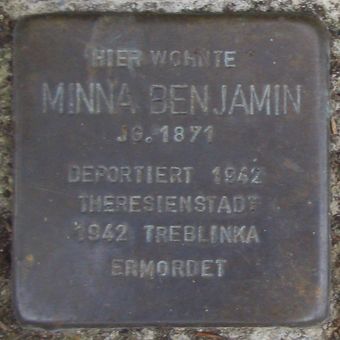 HIER WOHNTE
MINNA BENJAMIN
JG. 1871
DEPORTIERT 1942
THERESIENSTADT
1942 TREBLINKA
ERMORDET